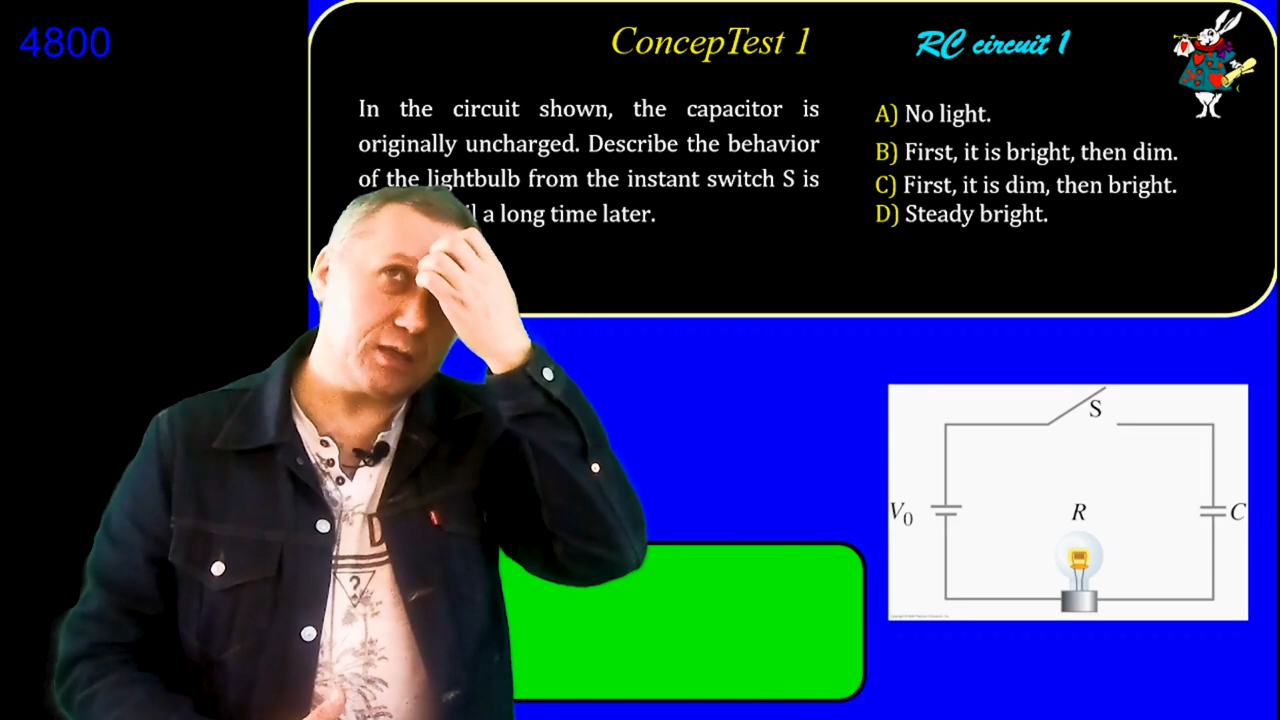 4800
ConcepTest 1
RC circuit 1
In the circuit shown, the capacitor is
originally uncharged. Describe the behavior
of the lightbulb from the instant switch S is
a long time later.
A) No light.
B) First, it is bright, then dim.
C) First, it is dim, then bright.
D) Steady bright.
S
V0
R
C
D
?